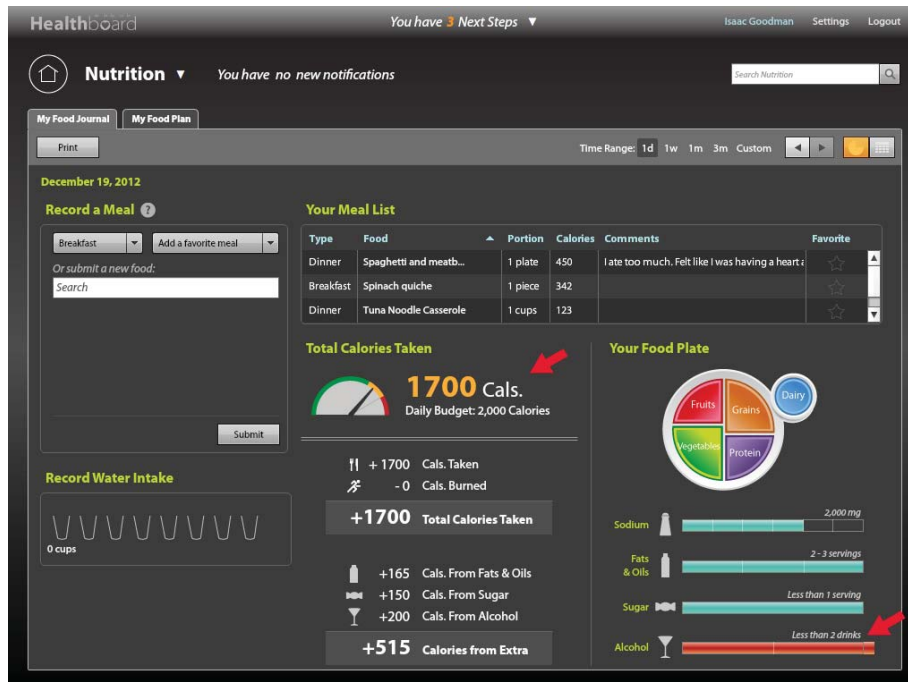 Healthboard
You have 3 Next Steps ▼
Isaac Goodman Settings Logout
Nutrition ▼
You have no new notifications
Search Nutrition
My Food Journal My Food Plan
Print
Time Range: 1d 1w 1m 3m Custom
December 19, 2012
Record a Meal ?
Breakfast Add a favorite meal
Or submit a new food:
Search
Submit
Record Water Intake
0 cups
Your Meal List
Type Food Portion Calories Comments Favorite
Dinner Spaghetti and meatb... 1 plate 450 I ate too much. Felt like I was having a heart a
Breakfast Spinach quiche 1 piece 342
Dinner Tuna Noodle Casserole 1 cups 123
Total Calories Taken
1700 Cals.
Daily Budget: 2,000 Calories
+ 1700 Cals. Taken
- 0 Cals. Burned
+1700 Total Calories Taken
+165 Cals. From Fats & Oils
+150 Cals. From Sugar
+200 Cals. From Alcohol
+515 Calories from Extra
Your Food Plate
Fruits Grains Dairy
Vegetables Protein
2,000 mg
Sodium
2 - 3 servings
Fats
& Oils
Less than 1 serving
Sugar
Less than 2 drinks
Alcohol